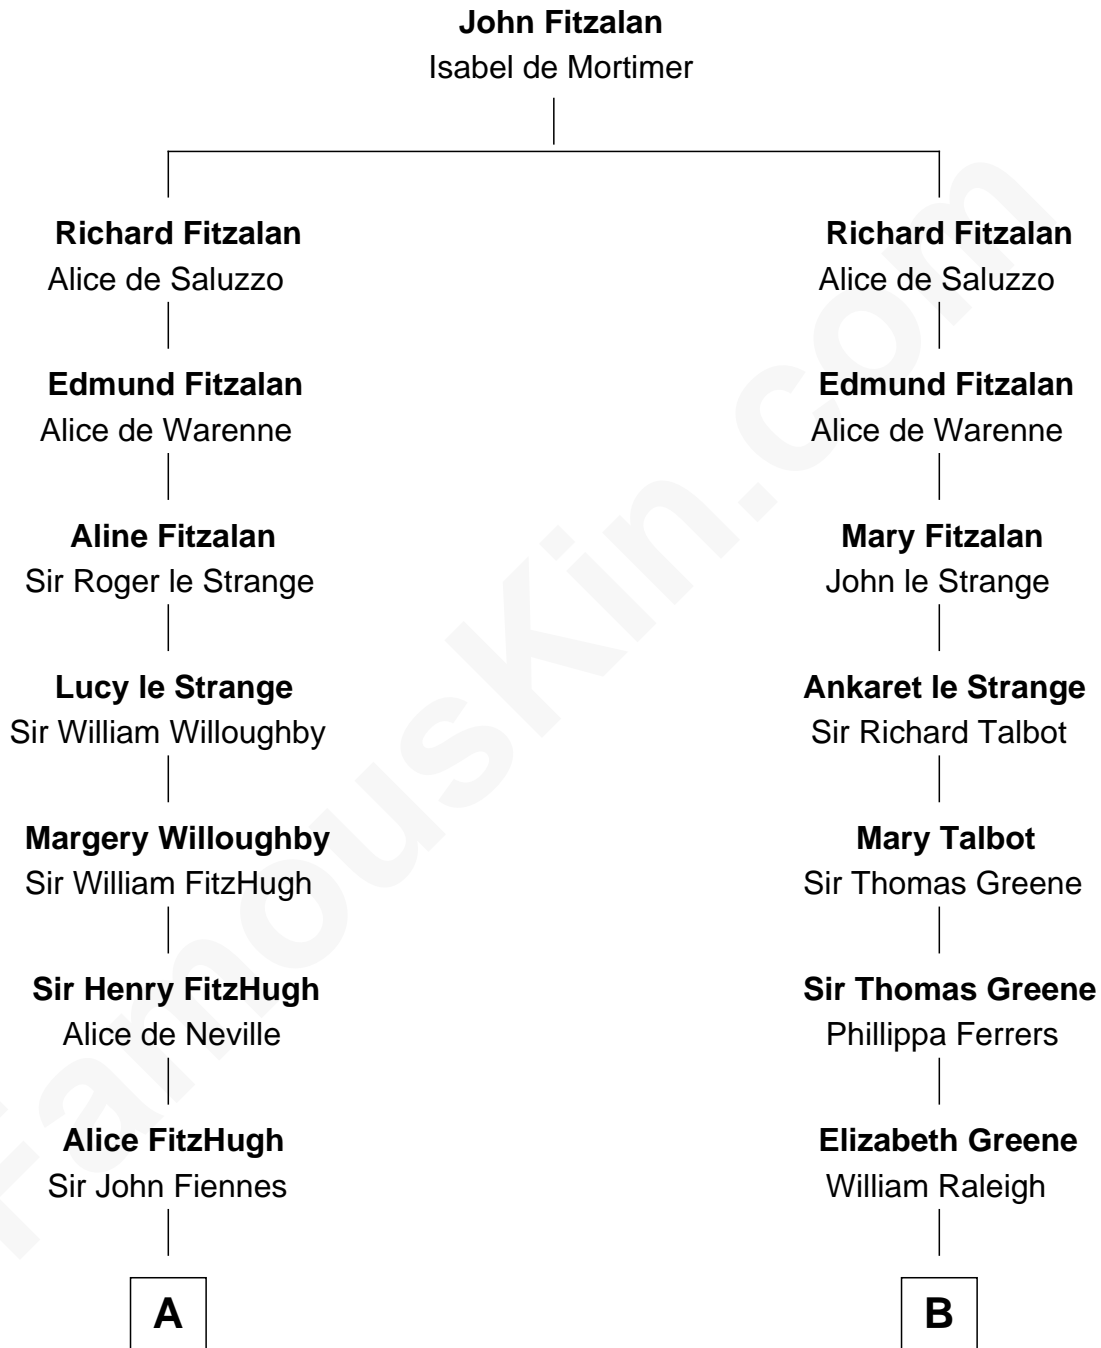 John Fitzalan
Isabel de Mortimer
Richard Fitzalan
Alice de Saluzzo
Richard Fitzalan
Alice de Saluzzo
Edmund Fitzalan
Alice de Warenne
Edmund Fitzalan
Alice de Warenne
Aline Fitzalan
Sir Roger le Strange
Mary Fitzalan
John le Strange
Lucy le Strange
Sir William Willoughby
Ankaret le Strange
Sir Richard Talbot
Margery Willoughby
Sir William FitzHugh
Mary Talbot
Sir Thomas Greene
Sir Henry FitzHugh
Alice de Neville
Sir Thomas Greene
Phillippa Ferrers
Alice FitzHugh
Sir John Fiennes
Elizabeth Greene
William Raleigh
A
B
FamousKin.com